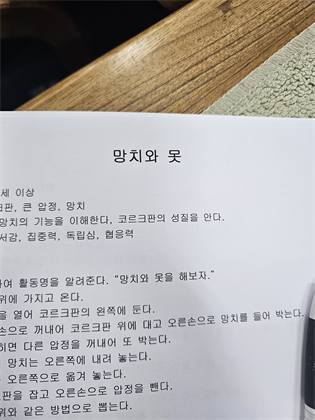 망치와 못
세 이상
크판, 큰 압정, 망치
망치의 기능을 이해한다. 코르크판의 성질을 안다.
서감, 집중력, 독립심, 협응력
하여 활동명을 알려준다. "망치와 못을 해보자."
위에 가지고 온다.
을 열어 코르크판의 왼쪽에 둔다.
손으로 꺼내어 코르크판 위에 대고 오른손으로 망치를 들어 박는다.
히면 다른 압정을 꺼내어 또 박는다.
망치는 오른쪽에 내려 놓는다.
오른쪽으로 옮겨 놓는다.
크판을 잡고 오른손으로 압정을 뺀다.
위와 같은 방법으로 뽑는다.